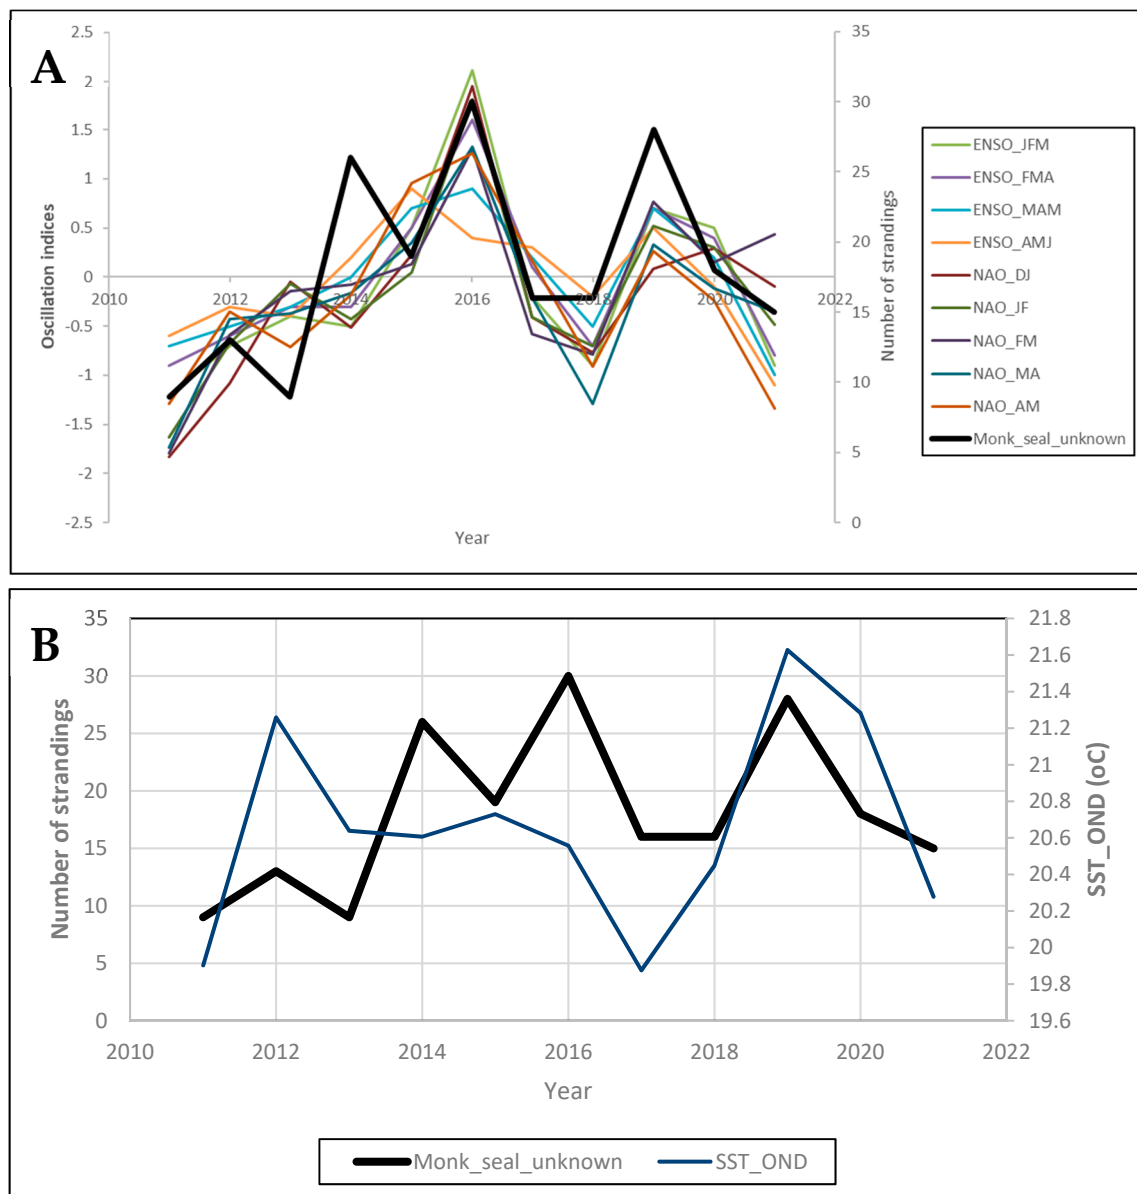 A
2.5
2
1.5
1
0.5
0
-0.5
-1
-1.5
-2
-2.5
Oscillation indices
2010
2012
2014
2016
2018
2020
2022
Year
35
30
25
20
15
10
5
0
Number of strandings
ENSO_JFM
ENSO_FMA
ENSO_MAM
ENSO_AMJ
NAO_DJ
NAO_JF
NAO_FM
NAO_MA
NAO_AM
Monk_seal_unknown
B
35
30
25
20
15
10
5
0
Number of strandings
2010
2012
2014
2016
2018
2020
2022
Year
21.8
21.6
21.4
21.2
21
20.8
20.6
20.4
20.2
20
19.8
19.6
SST_OND (oC)
Monk_seal_unknown
SST_OND